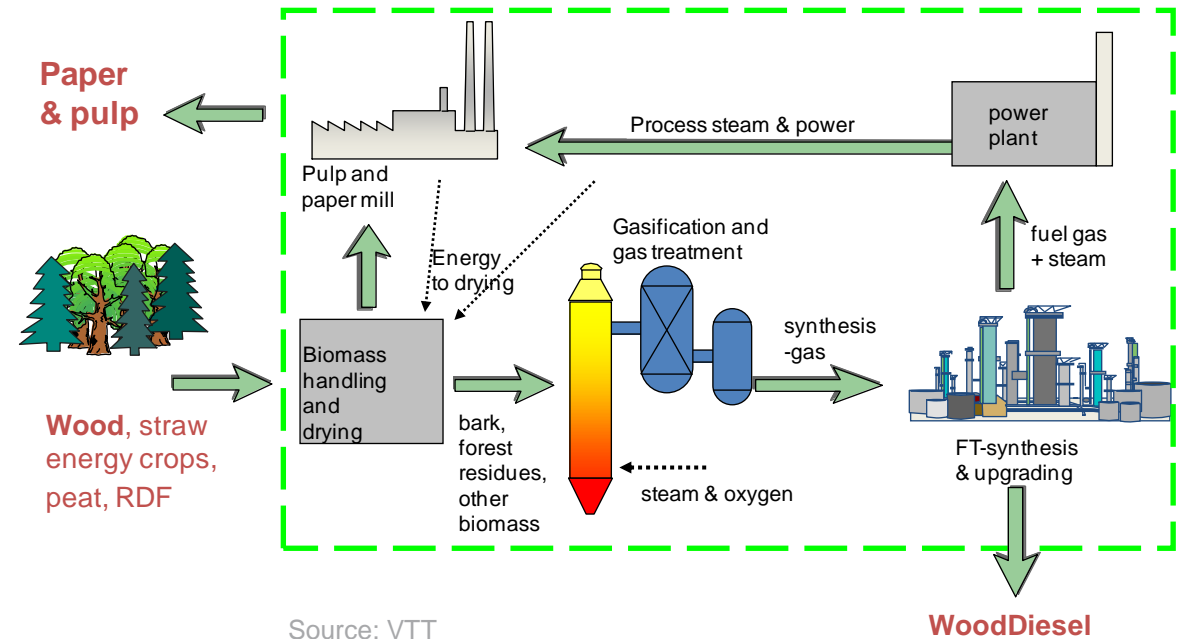 Paper
& pulp
Process steam & power
power
plant
Pulp and
paper mill
Gasification and
gas treatment
Energy
to drying
fuel gas
+ steam
synthesis
-gas
Biomass
handling
and
drying
Wood, straw
energy crops,
peat, RDF
bark,
forest
residues,
other
biomass
steam & oxygen
FT-synthesis
& upgrading
Source: VTT
WoodDiesel